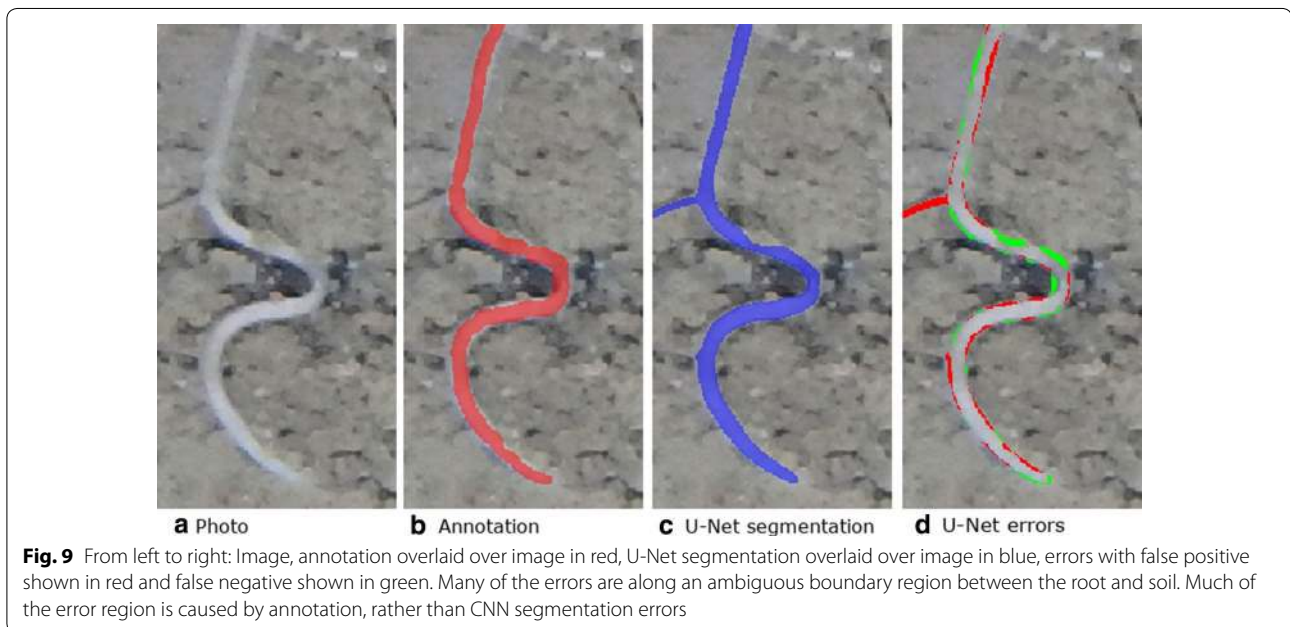 a Photo
b Annotation
c U-Net segmentation
d U-Net errors
Fig. 9 From left to right: Image, annotation overlaid over image in red, U-Net segmentation overlaid over image in blue, errors with false positive
shown in red and false negative shown in green. Many of the errors are along an ambiguous boundary region between the root and soil. Much of
the error region is caused by annotation, rather than CNN segmentation errors